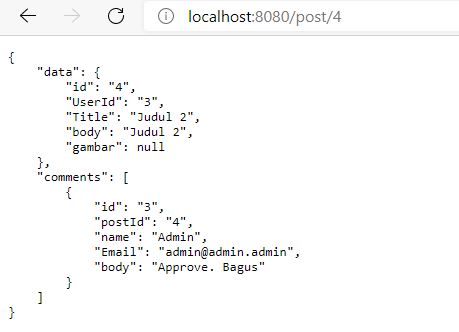 localhost:8080/post/4
{
    "data": {
        "id": "4",
        "UserId": "3",
        "Title": "Judul 2",
        "body": "Judul 2",
        "gambar": null
    },
    "comments": [
        {
            "id": "3",
            "postId": "4",
            "name": "Admin",
            "Email": "admin@admin.admin",
            "body": "Approve. Bagus"
        }
    ]
}